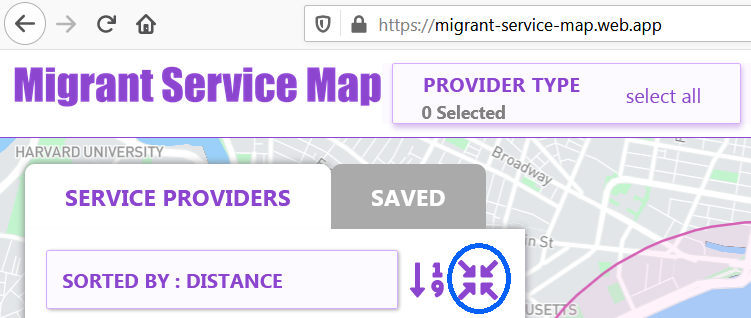 https://migrant-service-map.web.app
Migrant Service Map
PROVIDER TYPE
0 Selected
select all
HARVARD UNIVERSITY
Broadway
SERVICE PROVIDERS
SAVED
in St
SORTED BY : DISTANCE
1
9
USETTS